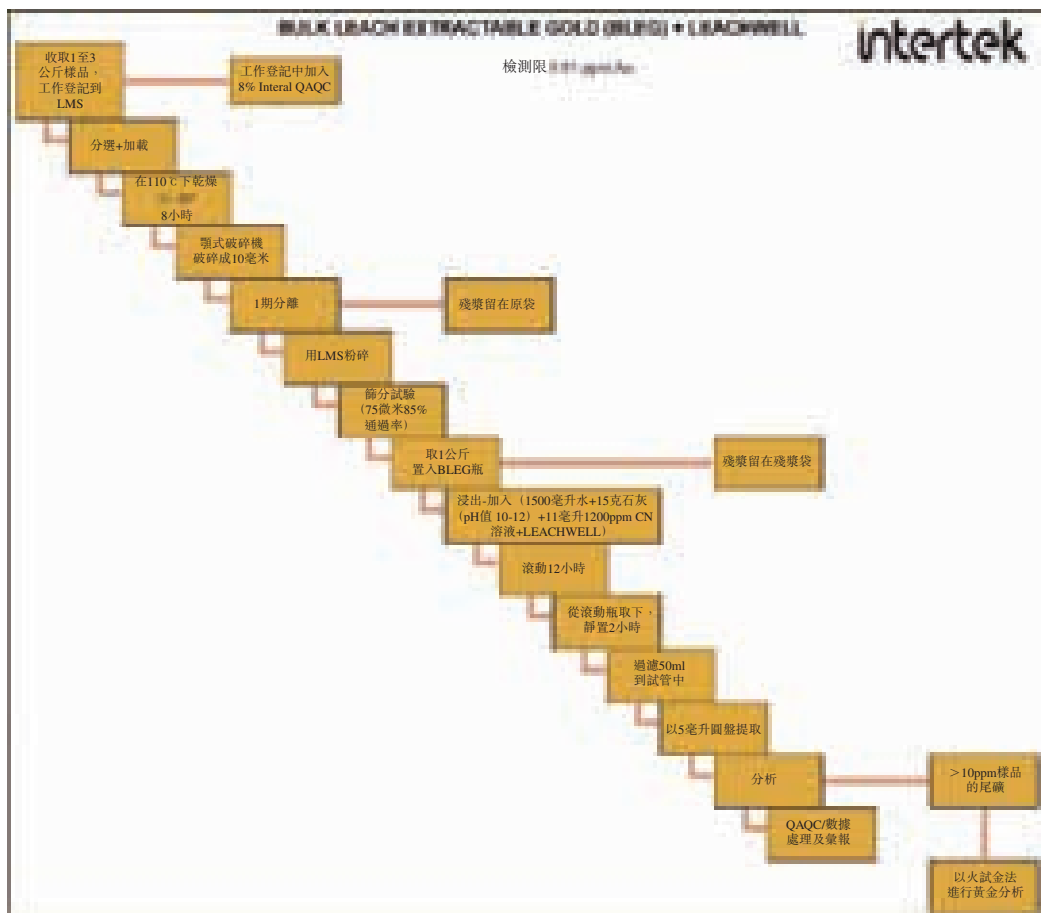 BULK LEACH EXTRACTABLE GOLD (BLEG) + LEACHWELL
intertek
檢測限
收取1至3
公斤樣品，
工作登記到
LMS
工作登記中加入
8% Interal QAQC
分選+加載
在110℃下乾燥
8小時
顎式破碎機
破碎成10毫米
1期分離
殘漿留在原袋
用LMS粉碎
篩分試驗
（75微米85%
通過率）
取1公斤
置入BLEG瓶
殘漿留在殘漿袋
浸出-加入（1500毫升水+15克石灰
（pH值 10-12）+11毫升1200ppm CN
溶液+LEACHWELL）
滾動12小時
從滾動瓶取下，
靜置2小時
過濾50ml
到試管中
以5毫升圓盤提取
分析
＞10ppm樣品
的尾礦
QAQC/數據
處理及彙報
以火試金法
進行黃金分析